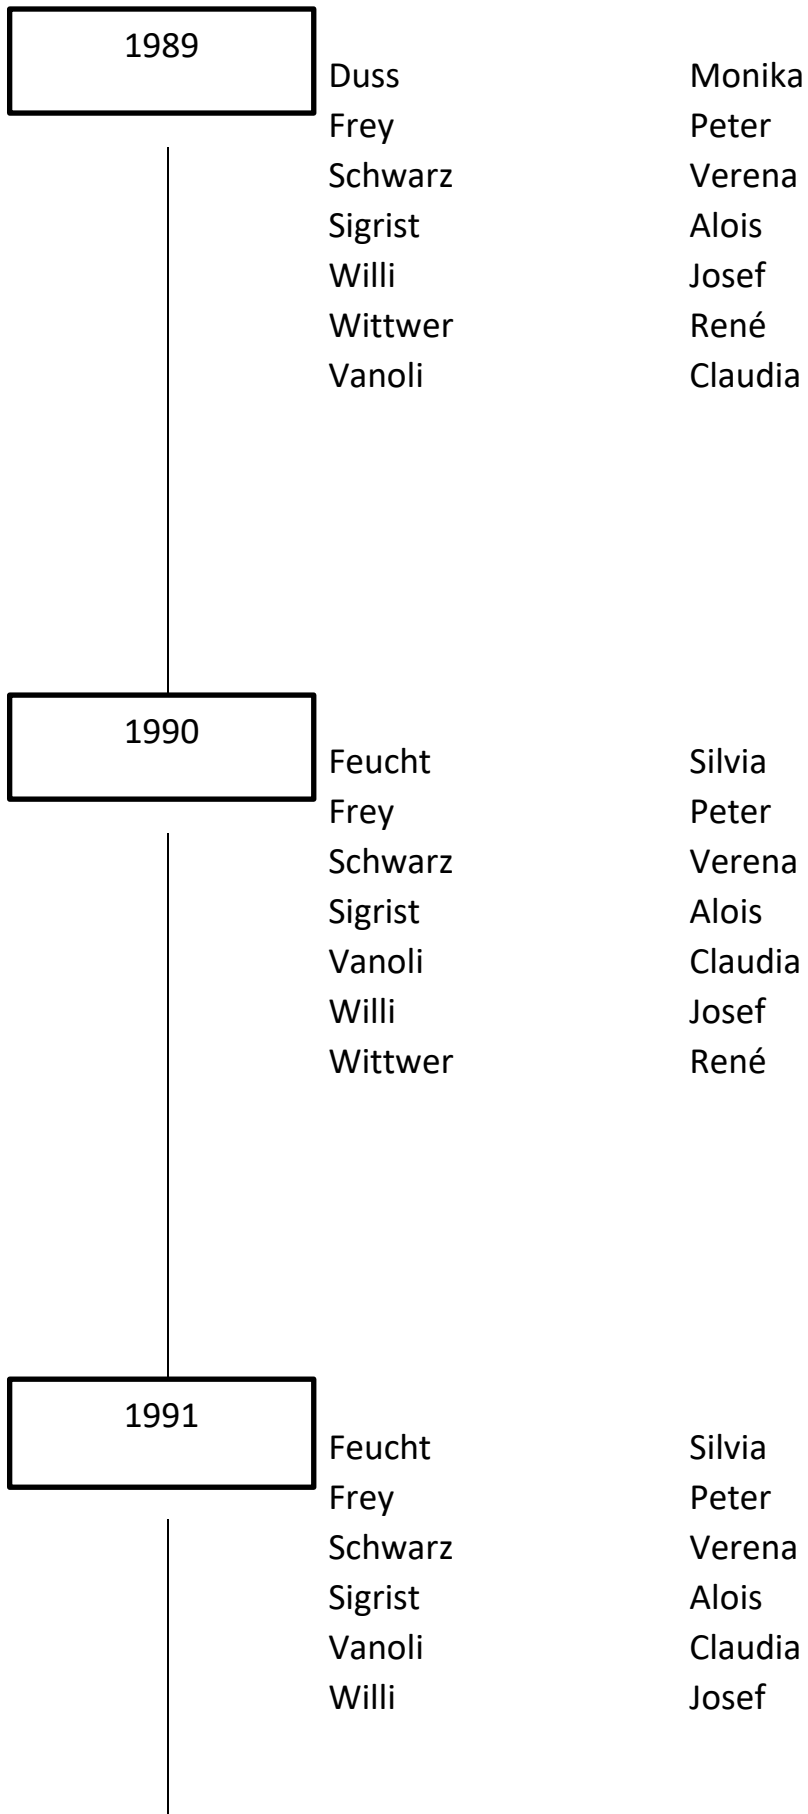 1989
Duss Monika
Frey Peter
Schwarz Verena
Sigrist Alois
Willi Josef
Wittwer René
Vanoli Claudia
1990
Feucht Silvia
Frey Peter
Schwarz Verena
Sigrist Alois
Vanoli Claudia
Willi Josef
Wittwer René
1991
Feucht Silvia
Frey Peter
Schwarz Verena
Sigrist Alois
Vanoli Claudia
Willi Josef